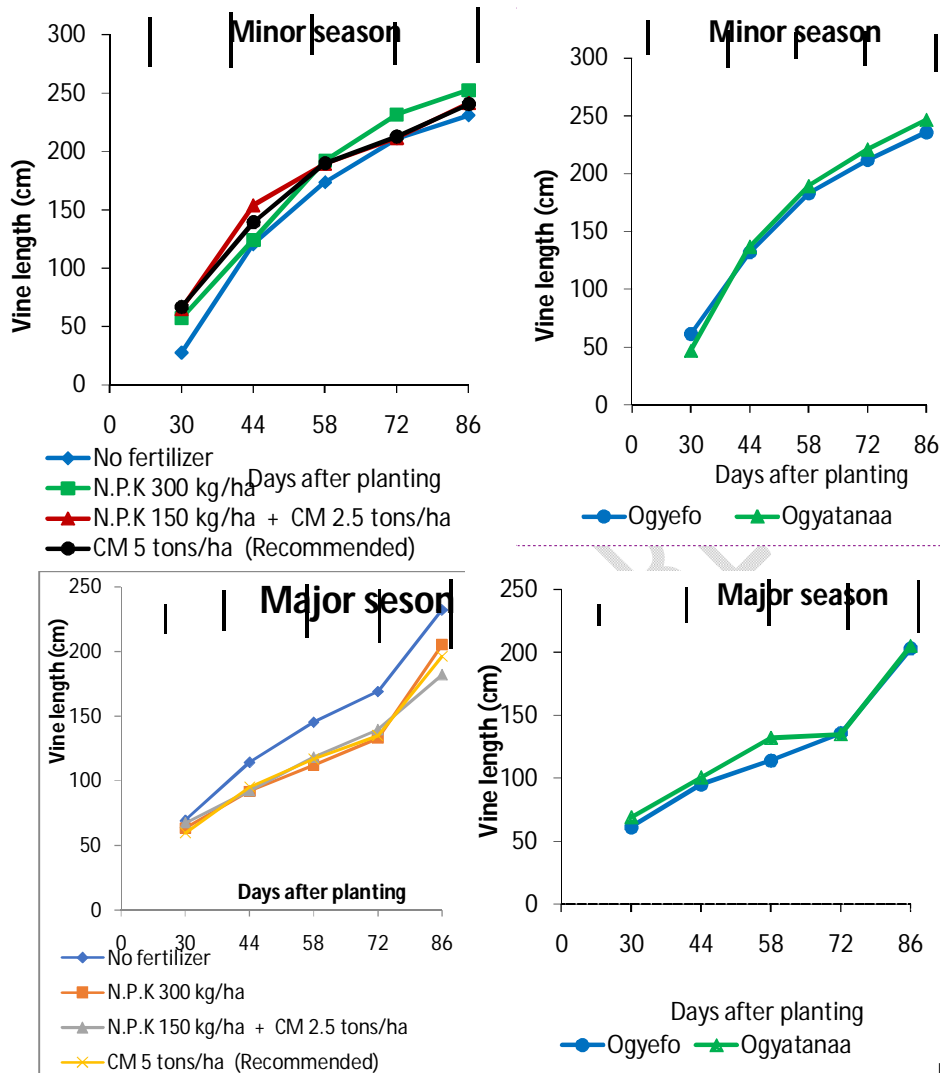 Minor season
300
250
200
150
100
50
0
Vine length (cm)
0 30 44 58 72 86
Days after planting
No fertilizer
N.P.K 300 kg/ha
N.P.K 150 kg/ha + CM 2.5 tons/ha
CM 5 tons/ha (Recommended)
Minor season
300
250
200
150
100
50
0
Vine length (cm)
0 30 44 58 72 86
Days after planting
Ogyefo Ogyatanaa
Major seson
250
200
150
100
50
0
Vine length (cm)
Days after planting
0 30 44 58 72 86
No fertilizer
N.P.K 300 kg/ha
N.P.K 150 kg/ha + CM 2.5 tons/ha
CM 5 tons/ha (Recommended)
Major season
250
200
150
100
50
0
Vine length (cm)
0 30 44 58 72 86
Days after planting
Ogyefo Ogyatanaa